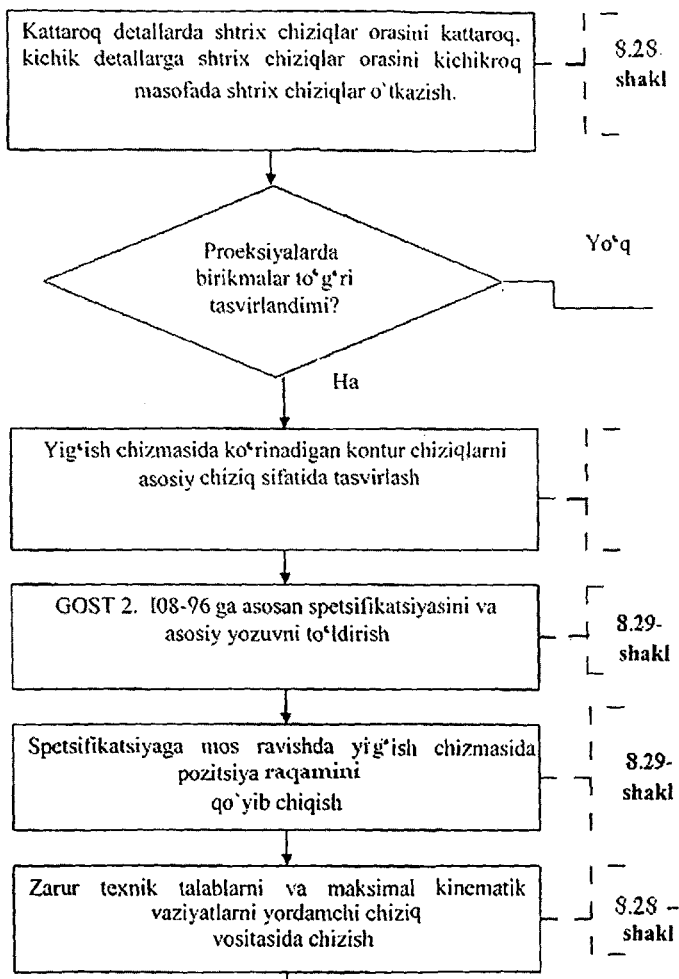 Kattaroq detallarda shtrix chiziqlar orasini kattaroq,
kichik detallarga shtrix chiziqlar orasini kichikroq
masofada shtrix chiziqlar o`tkazish.
8.28-
shakl
Proeksiyalarda
birikmalar to‘g‘ri
tasvirlandimi?
Yo‘q
Ha
Yig‘ish chizmasida ko‘rinadigan kontur chiziqlarni
asosiy chiziq sifatida tasvirlash
GOST 2. 108-96 ga asosan spetsifikatsiyasini va
asosiy yozuvni to‘ldirish
8.29-
shakl
Spetsifikatsiyaga mos ravishda yi‘g‘ish chizmasida
pozitsiya raqamini
qo`yib chiqish
8.29-
shakl
Zarur texnik talablarni va maksimal kinematik
vaziyatlarni yordamchi chiziq
vositasida chizish
8.28 –
shakl